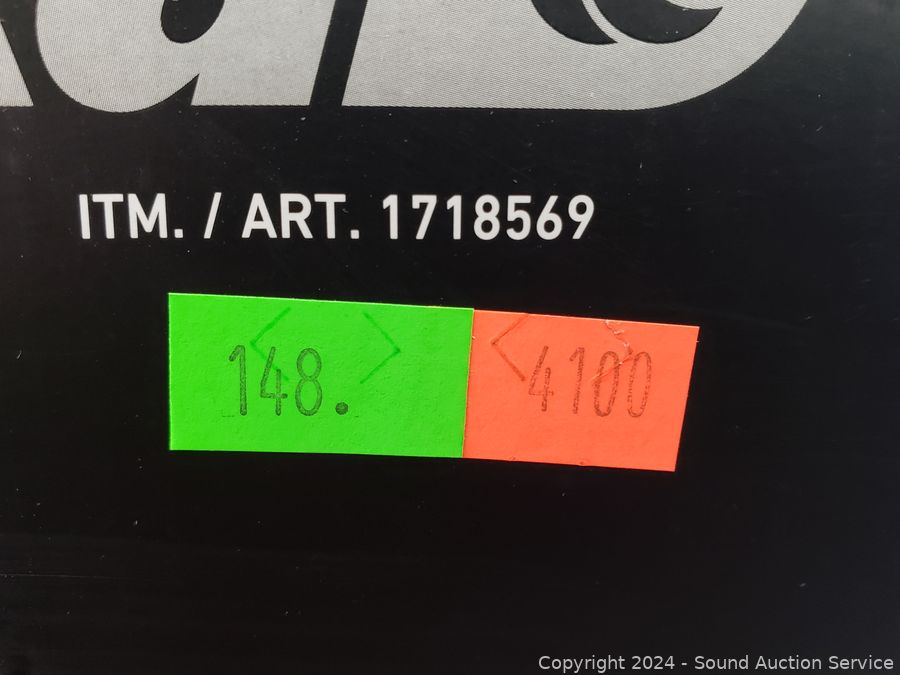 ITM. / ART. 1718569
148. 4100
Copyright 2024 - Sound Auction Service